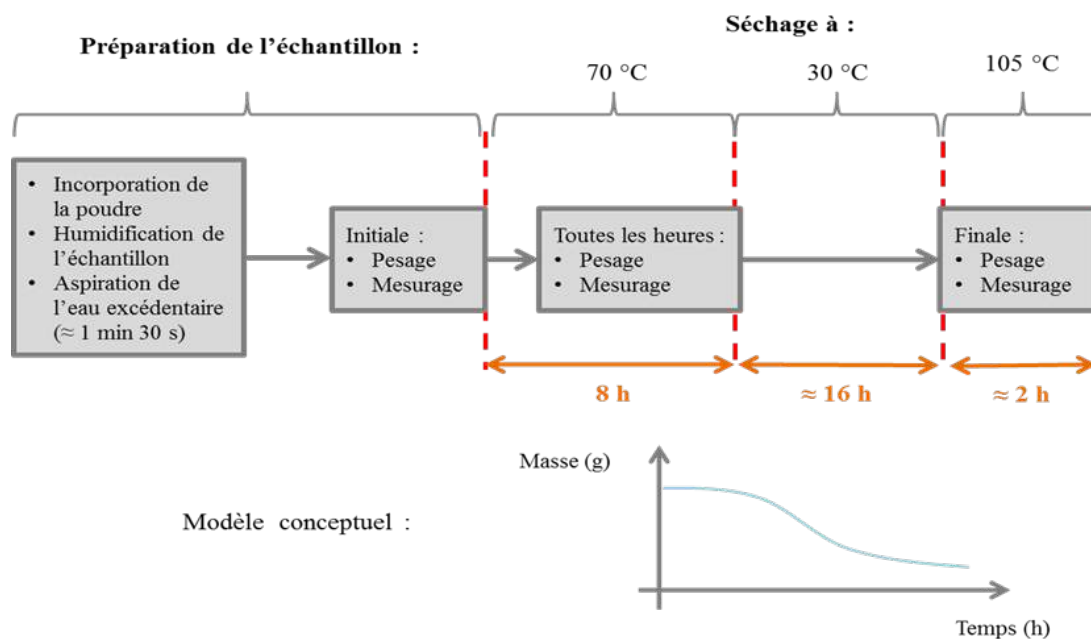 Préparation de l’échantillon :
Séchage à :
70 °C
30 °C
105 °C
• Incorporation de
la poudre
• Humidification de
l’échantillon
• Aspiration de
l’eau excédentaire
(≈ 1 min 30 s)
Initiale :
• Pesage
• Mesurage
Toutes les heures :
• Pesage
• Mesurage
Finale :
• Pesage
• Mesurage
8 h
≈ 16 h
≈ 2 h
Modèle conceptuel :
Masse (g)
Temps (h)